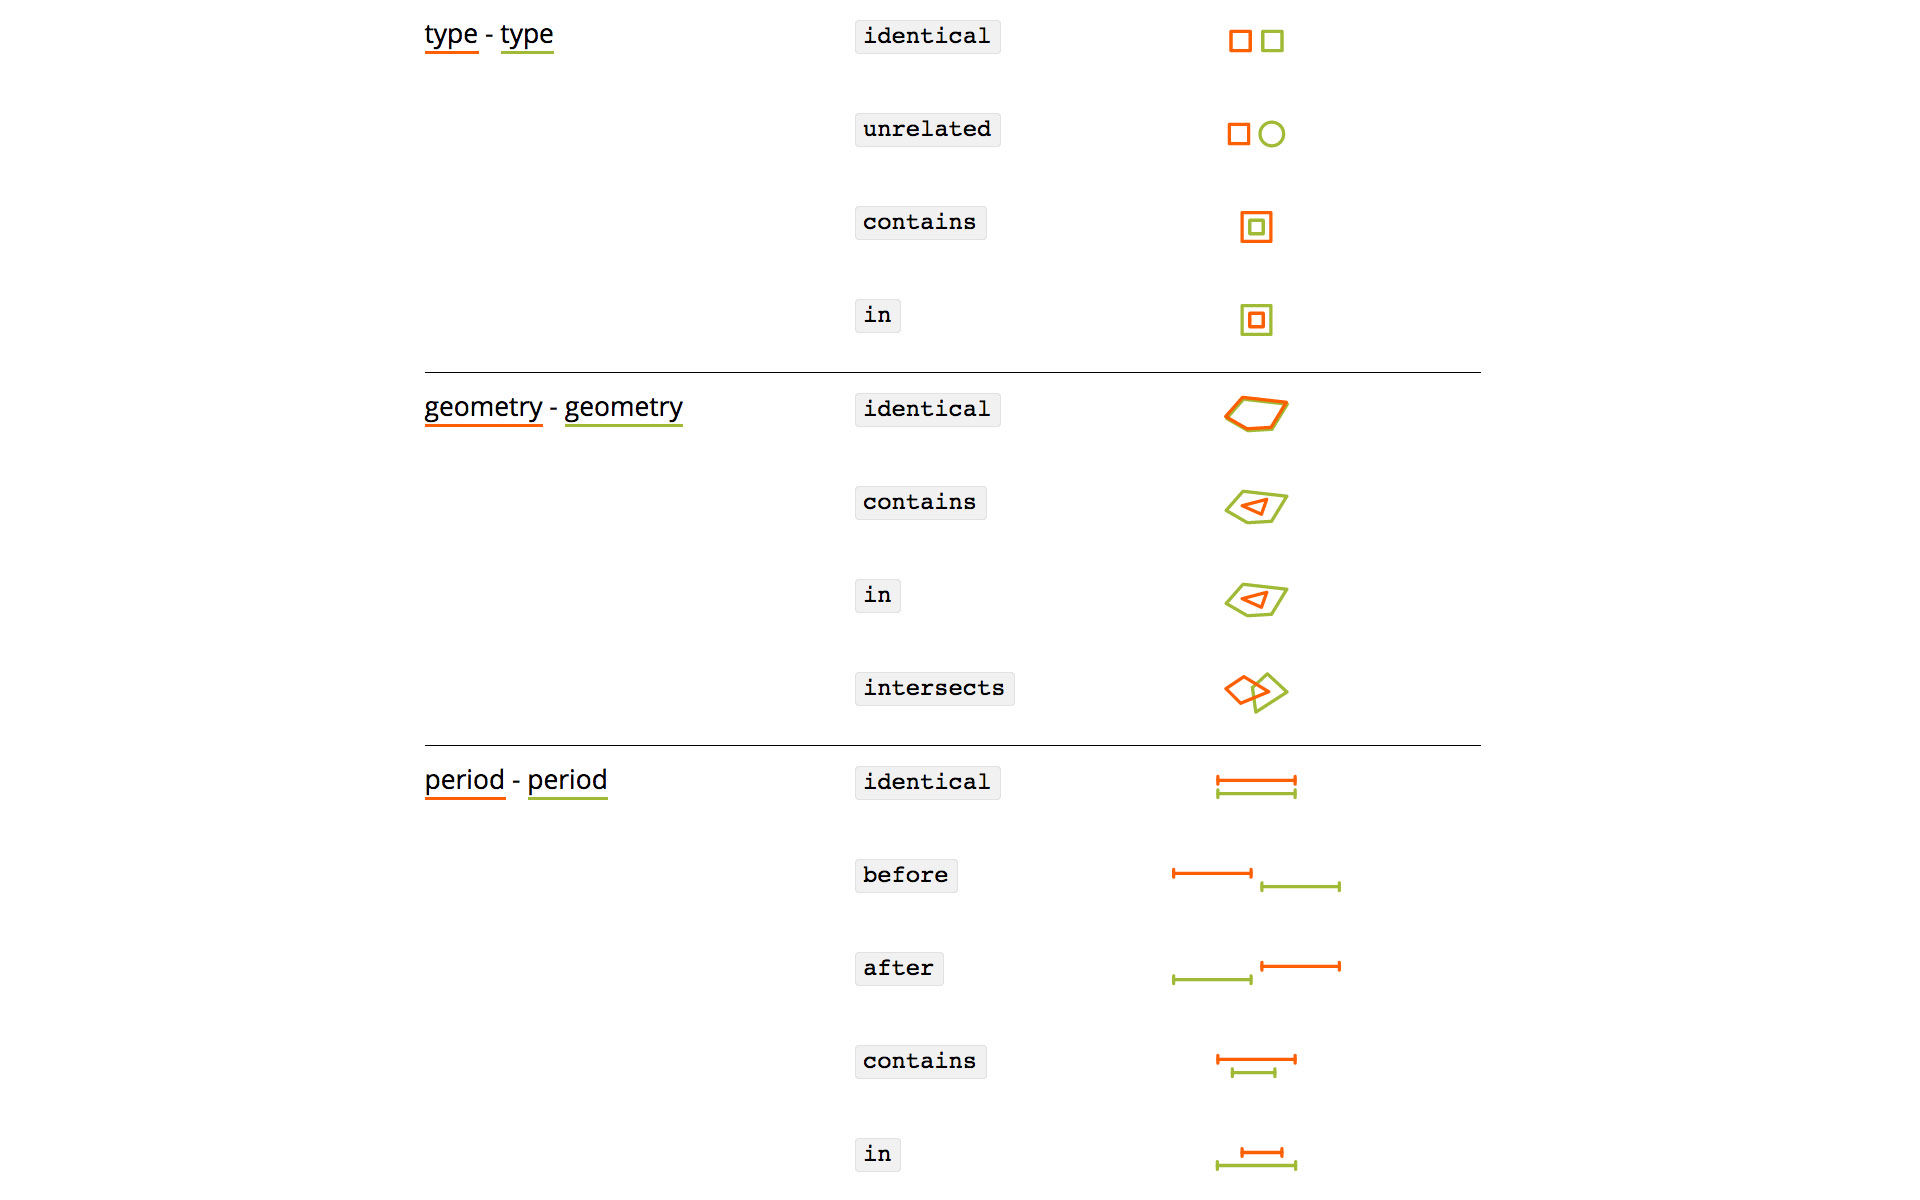 type - type identical
unrelated
contains
in
geometry - geometry identical
contains
in
intersects
period - period identical
before
after
contains
in